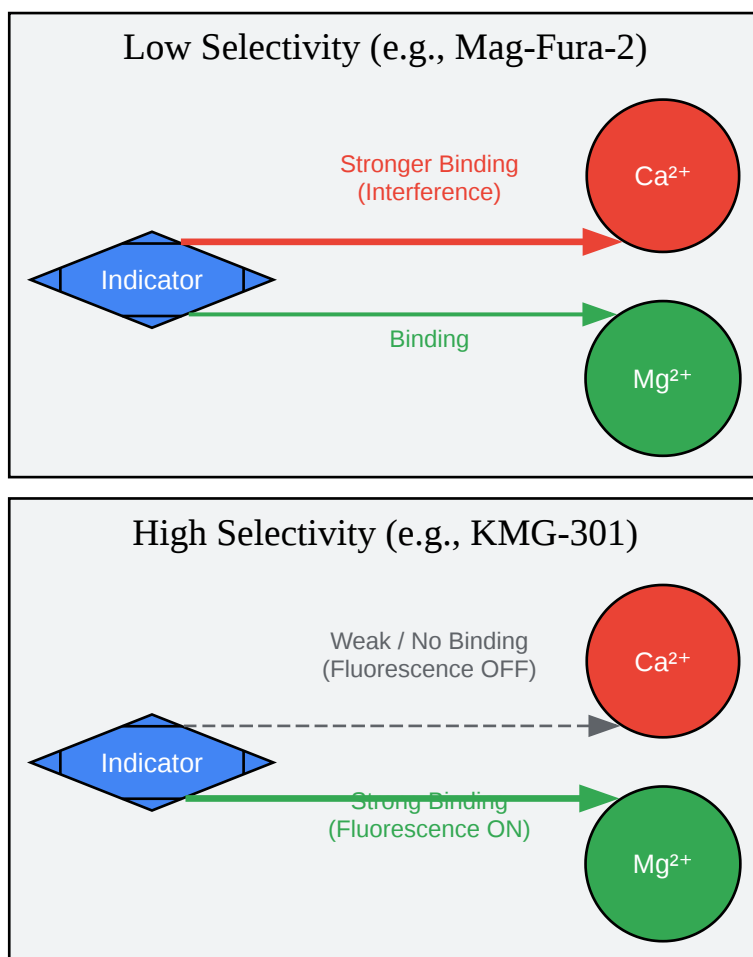 Low Selectivity (e.g., Mag-Fura-2)
Stronger Binding
(Interference)
Ca²⁺
Indicator
Binding
Mg²⁺
High Selectivity (e.g., KMG-301)
Weak / No Binding
(Fluorescence OFF)
Ca²⁺
Indicator
Strong Binding
(Fluorescence ON)
Mg²⁺